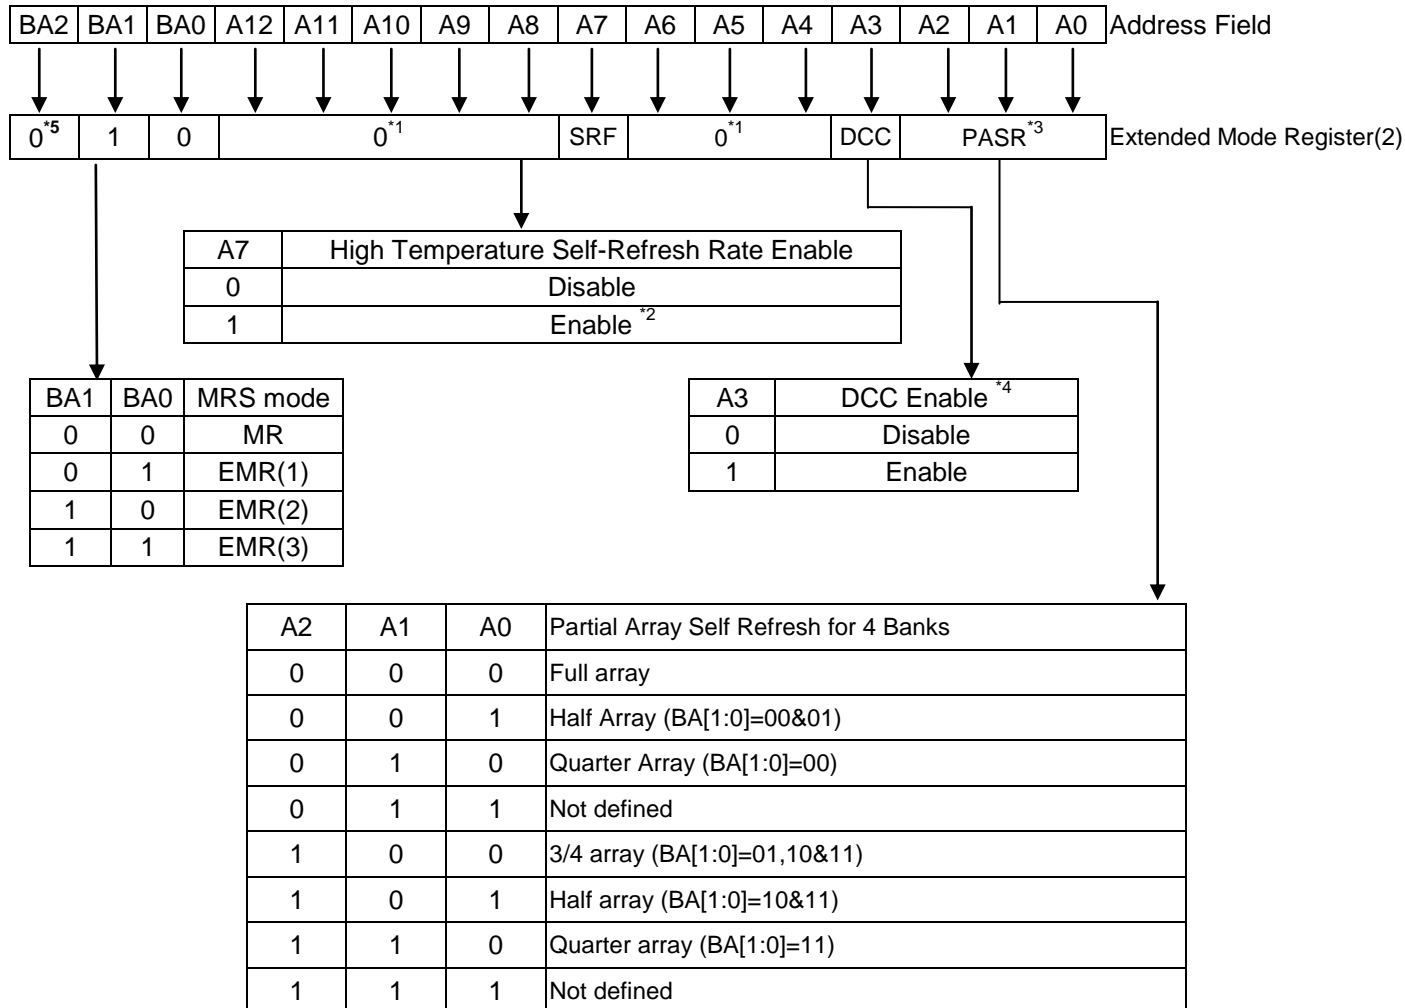 BA2 BA1 BA0 A12 A11 A10 A9 A8 A7 A6 A5 A4 A3 A2 A1 A0 Address Field
0*5 1 0 0*1 SRF 0*1 DCC PASR*3 Extended Mode Register(2)
A7 High Temperature Self-Refresh Rate Enable
0 Disable
1 Enable *2
BA1 BA0 MRS mode
0 0 MR
0 1 EMR(1)
1 0 EMR(2)
1 1 EMR(3)
A3 DCC Enable *4
0 Disable
1 Enable
A2 A1 A0 Partial Array Self Refresh for 4 Banks
0 0 0 Full array
0 0 1 Half Array (BA[1:0]=00&01)
0 1 0 Quarter Array (BA[1:0]=00)
0 1 1 Not defined
1 0 0 3/4 array (BA[1:0]=01,10&11)
1 0 1 Half array (BA[1:0]=10&11)
1 1 0 Quarter array (BA[1:0]=11)
1 1 1 Not defined